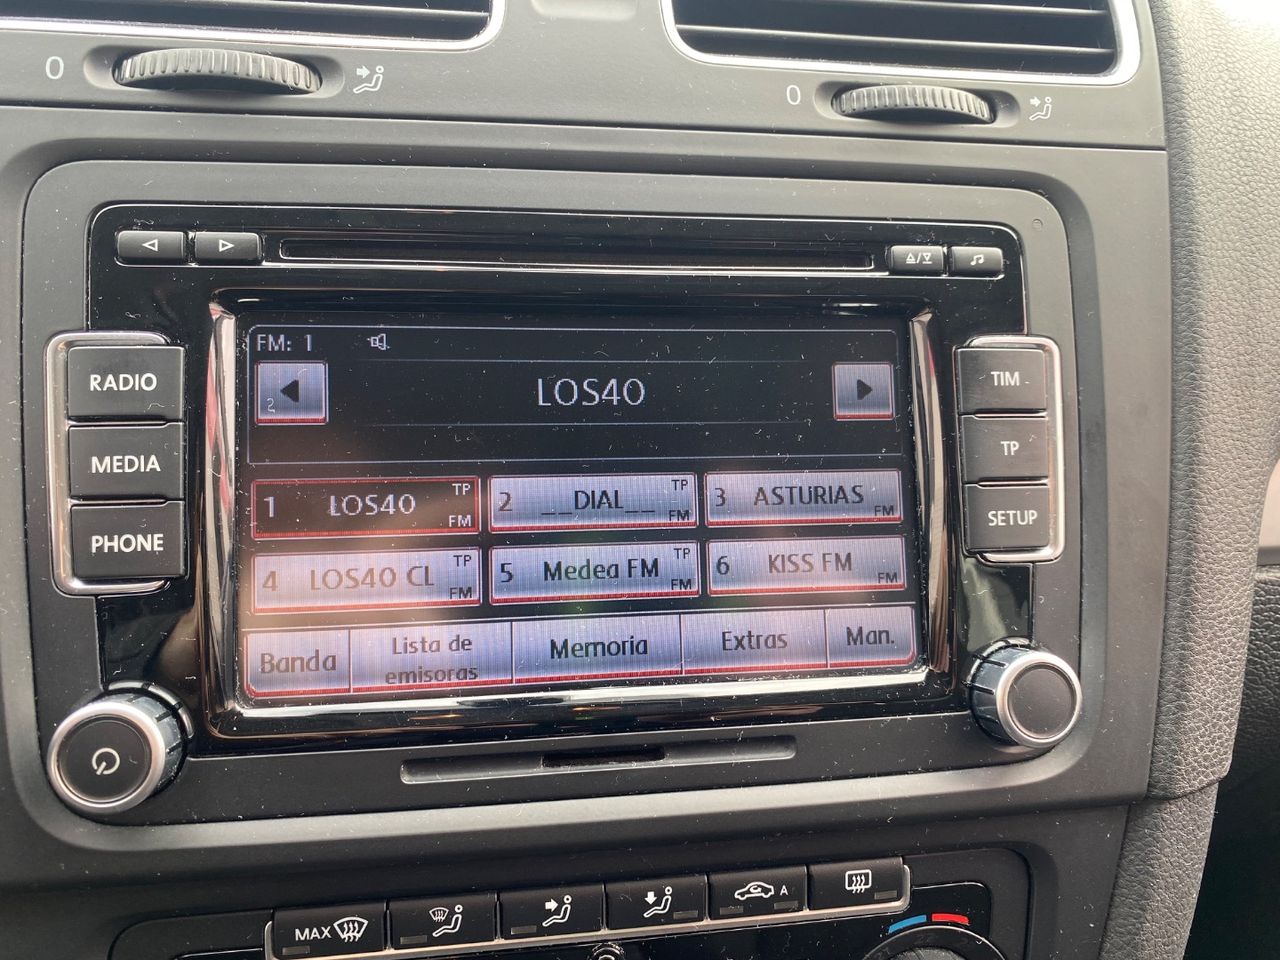 0
0
FM: 1
RADIO
MEDIA
PHONE
2
LOS40
TIM
TP
SETUP
1 LOS40 TP FM
2 __DIAL__ TP FM
3 ASTURIAS FM
4 LOS40 CL TP FM
5 Medea FM TP FM
6 KISS FM FM
Banda
Lista de
emisoras
Memoria
Extras
Man.
MAX
A